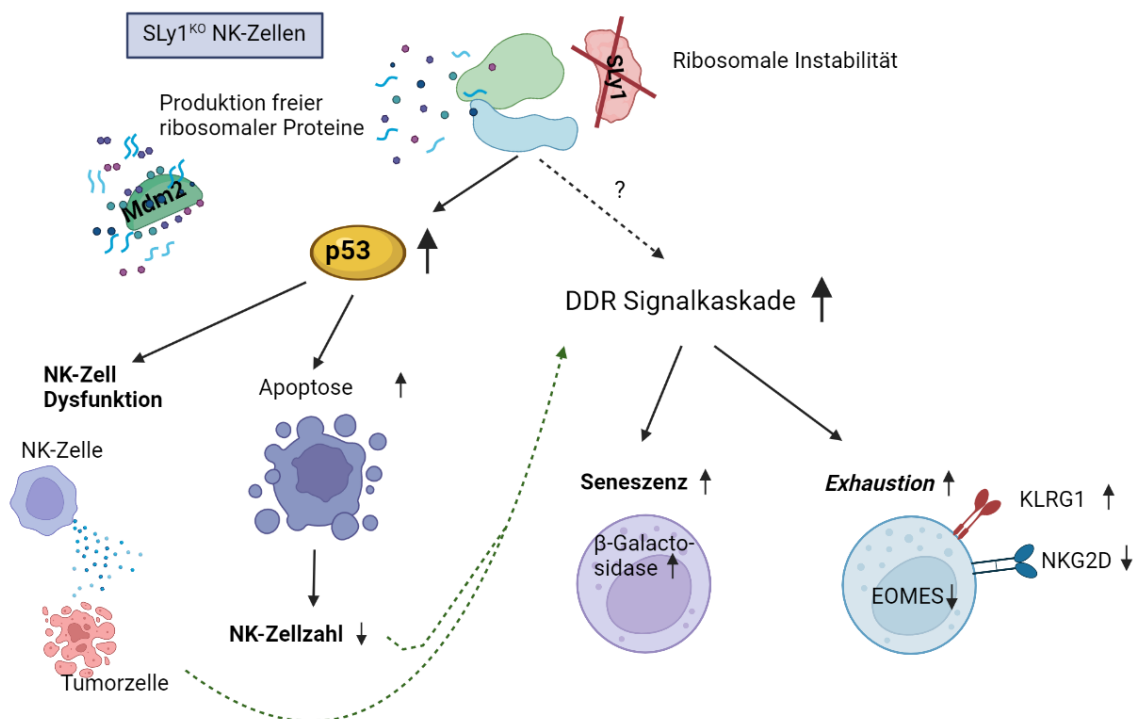 SLy1KO NK-Zellen
SLy1
Ribosomale Instabilität
Produktion freier
ribosomaler Proteine
Mdm2
?
p53
DDR Signalkaskade
NK-Zell
Dysfunktion
Apoptose
NK-Zelle
Seneszenz
Exhaustion
KLRG1
β-Galacto-
sidase
NKG2D
EOMES
NK-Zellzahl
Tumorzelle